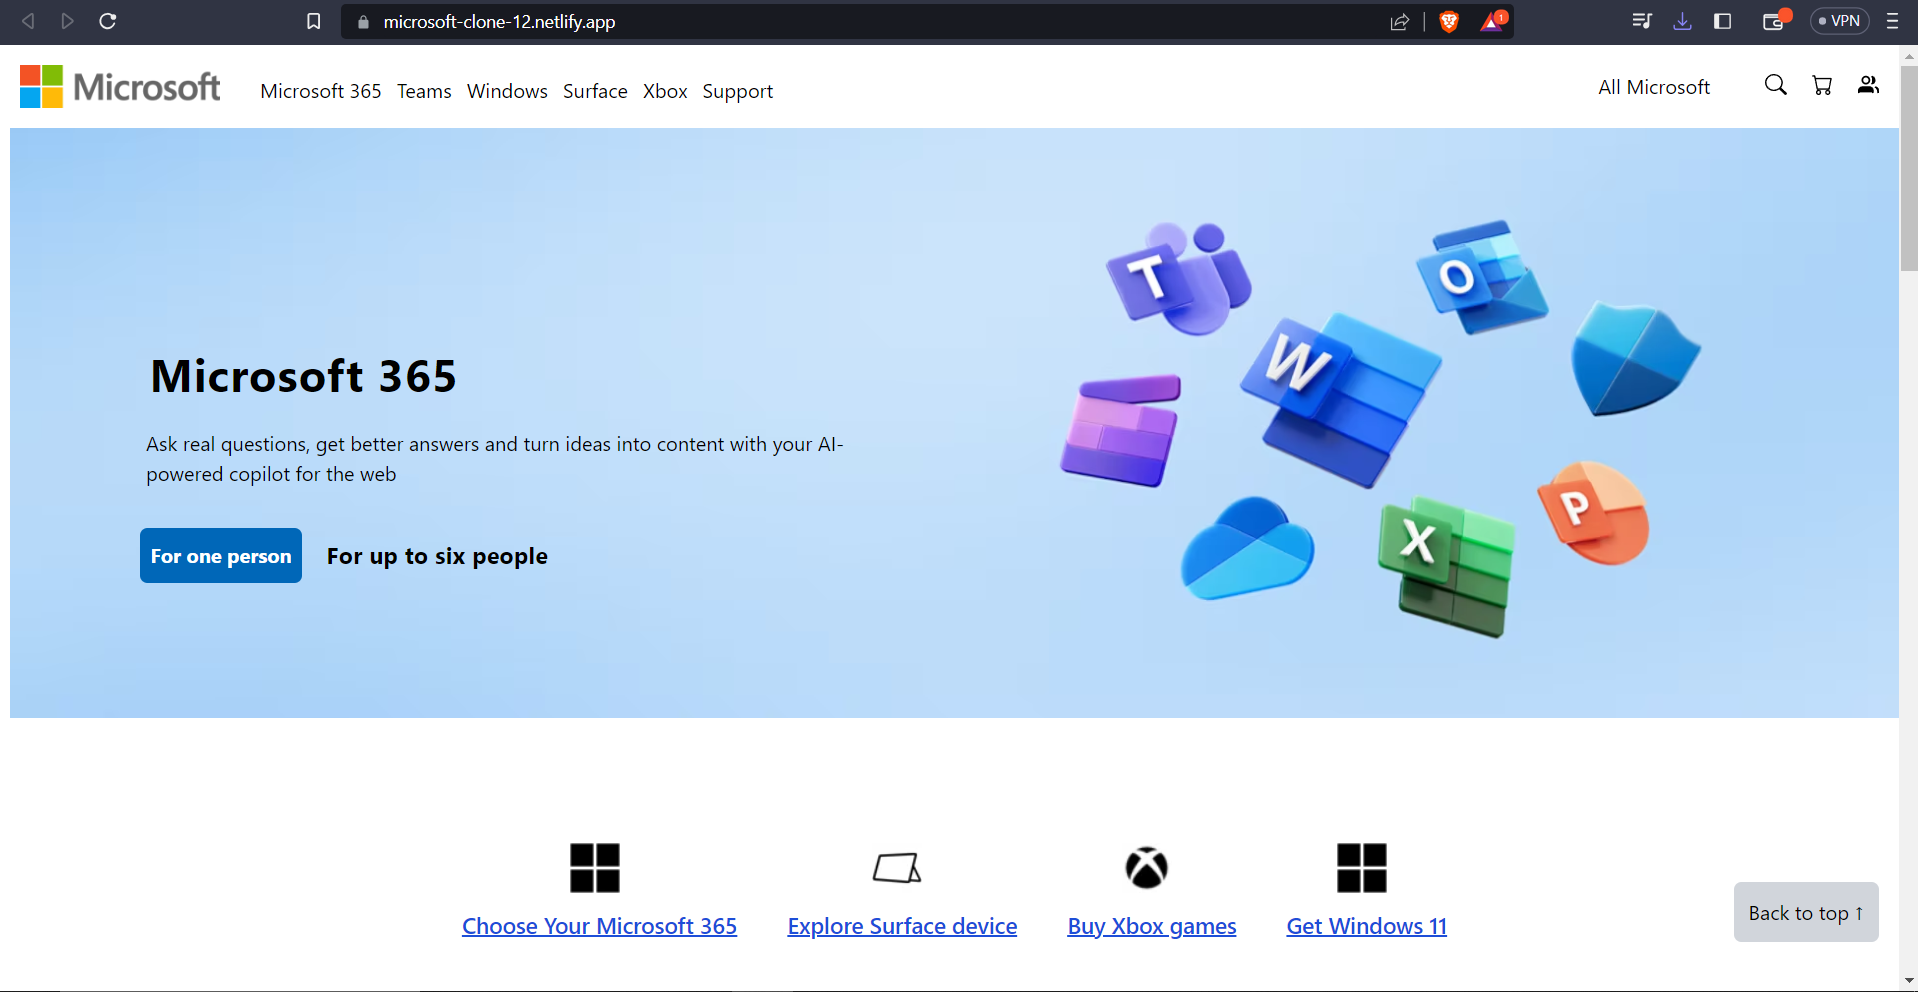 microsoft-clone-12.netlify.app
1
VPN
Microsoft
Microsoft 365 Teams Windows Surface Xbox Support
All Microsoft
T
O
W
X
P
Microsoft 365
Ask real questions, get better answers and turn ideas into content with your AI-
powered copilot for the web
For one person For up to six people
Choose Your Microsoft 365
Explore Surface device
Buy Xbox games
Get Windows 11
Back to top ↑